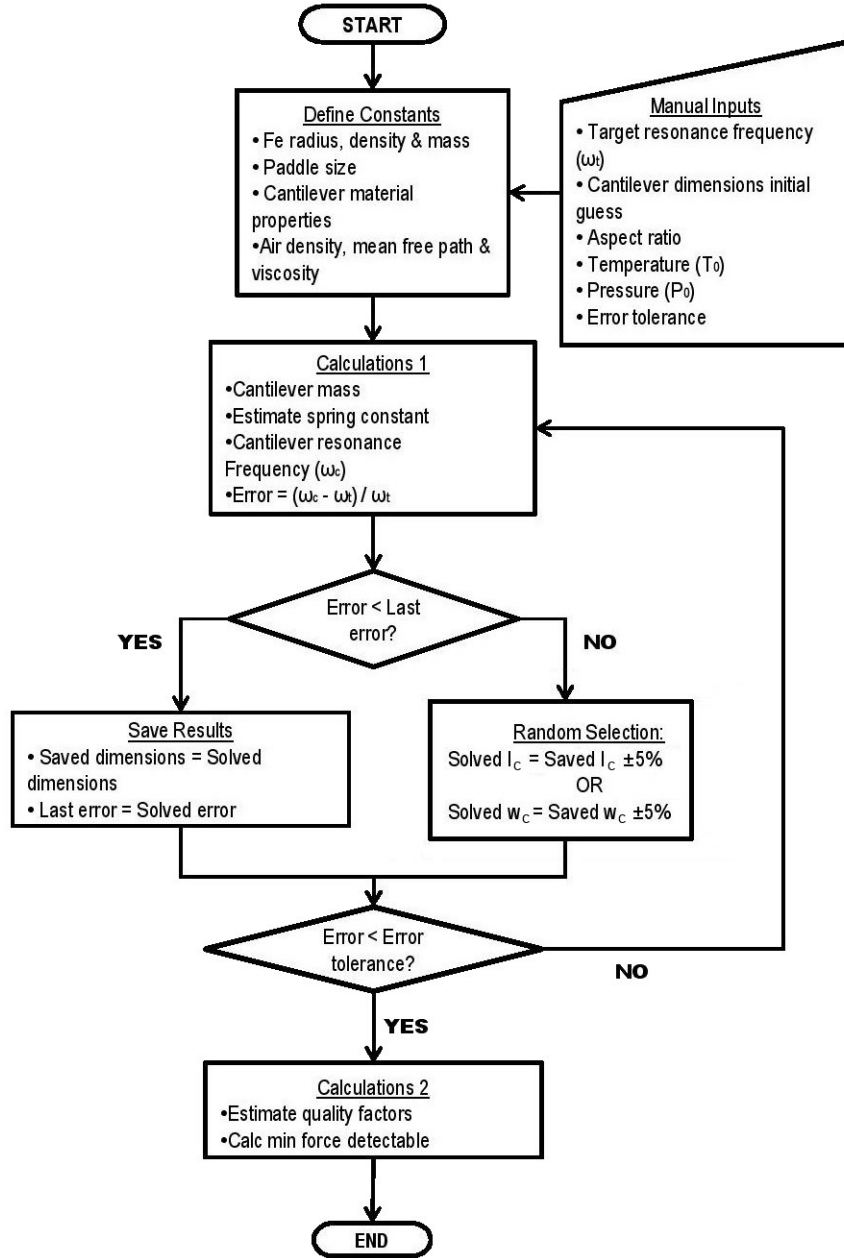 START
Define Constants
• Fe radius, density & mass
• Paddle size
• Cantilever material
properties
•Air density, mean free path &
viscosity
Manual Inputs
• Target resonance frequency
(ωt)
• Cantilever dimensions initial
guess
• Aspect ratio
• Temperature (T0)
• Pressure (P0)
• Error tolerance
Calculations 1
•Cantilever mass
•Estimate spring constant
•Cantilever resonance
Frequency (ωc)
•Error = (ωc - ωt) / ωt
Error < Last
error?
YES
NO
Save Results
• Saved dimensions = Solved
dimensions
• Last error = Solved error
Random Selection:
Solved lC = Saved lC ±5%
OR
Solved wC = Saved wC ±5%
Error < Error
tolerance?
NO
YES
Calculations 2
•Estimate quality factors
•Calc min force detectable
END